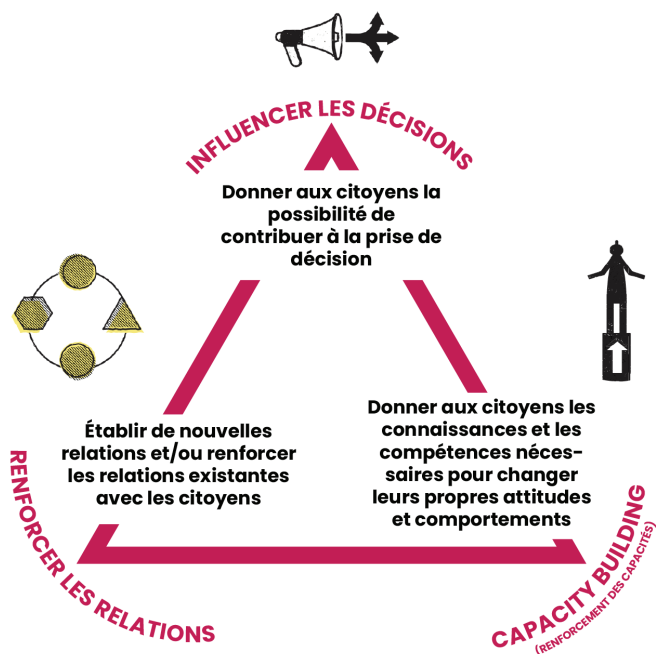 INFLUENCER LES DÉCISIONS
Donner aux citoyens la
possibilité de
contribuer à la prise de
décision
Établir de nouvelles
relations et/ou renforcer
les relations existantes
avec les citoyens
RENFORCER LES RELATIONS
Donner aux citoyens les
connaissances et les
compétences néces-
saires pour changer
leurs propres attitudes
et comportements
CAPACITY BUILDING
(RENFORCEMENT DES CAPACITÉS)